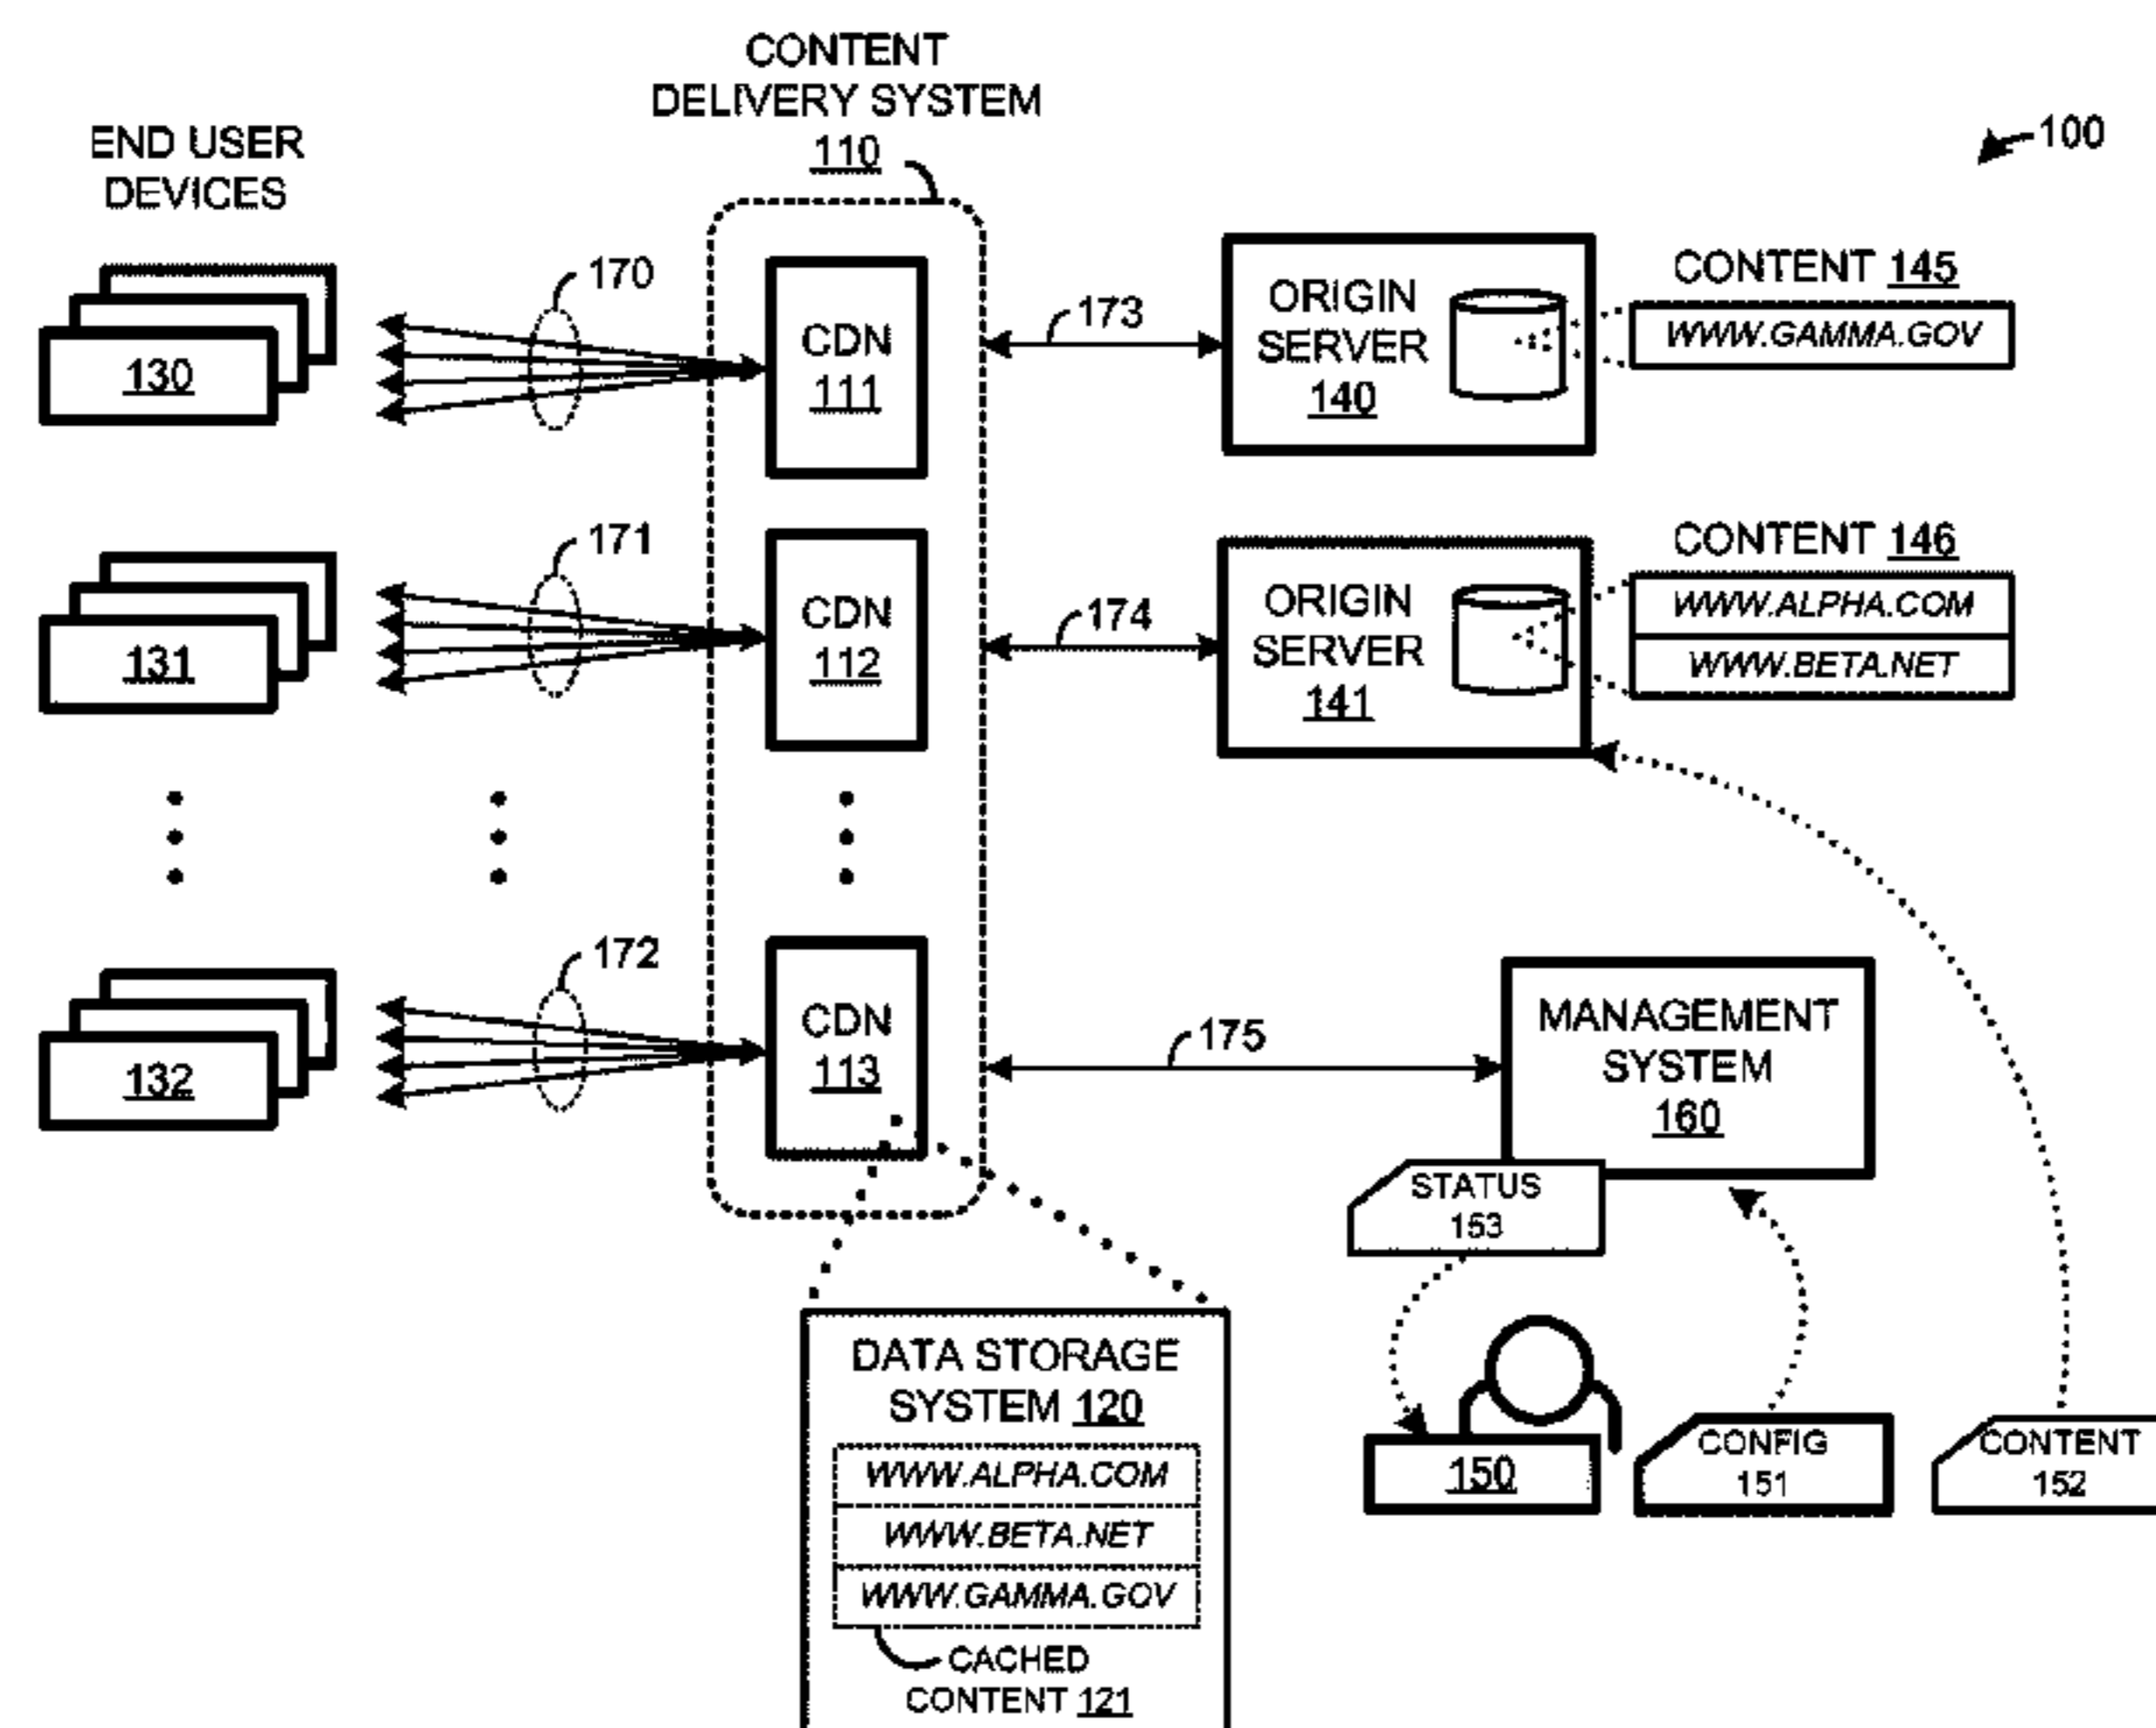 CONTENT
DELIVERY SYSTEM
110
100
END USER
DEVICES
170
130
CDN
111
173
ORIGIN
SERVER
140
CONTENT 145
WWW.GAMMA.GOV
171
131
CDN
112
174
ORIGIN
SERVER
141
CONTENT 146
WWW.ALPHA.COM
WWW.BETA.NET
172
132
CDN
113
175
MANAGEMENT
SYSTEM
160
STATUS
153
DATA STORAGE
SYSTEM 120
WWW.ALPHA.COM
WWW.BETA.NET
WWW.GAMMA.GOV
CACHED
CONTENT 121
150
CONFIG
151
CONTENT
152